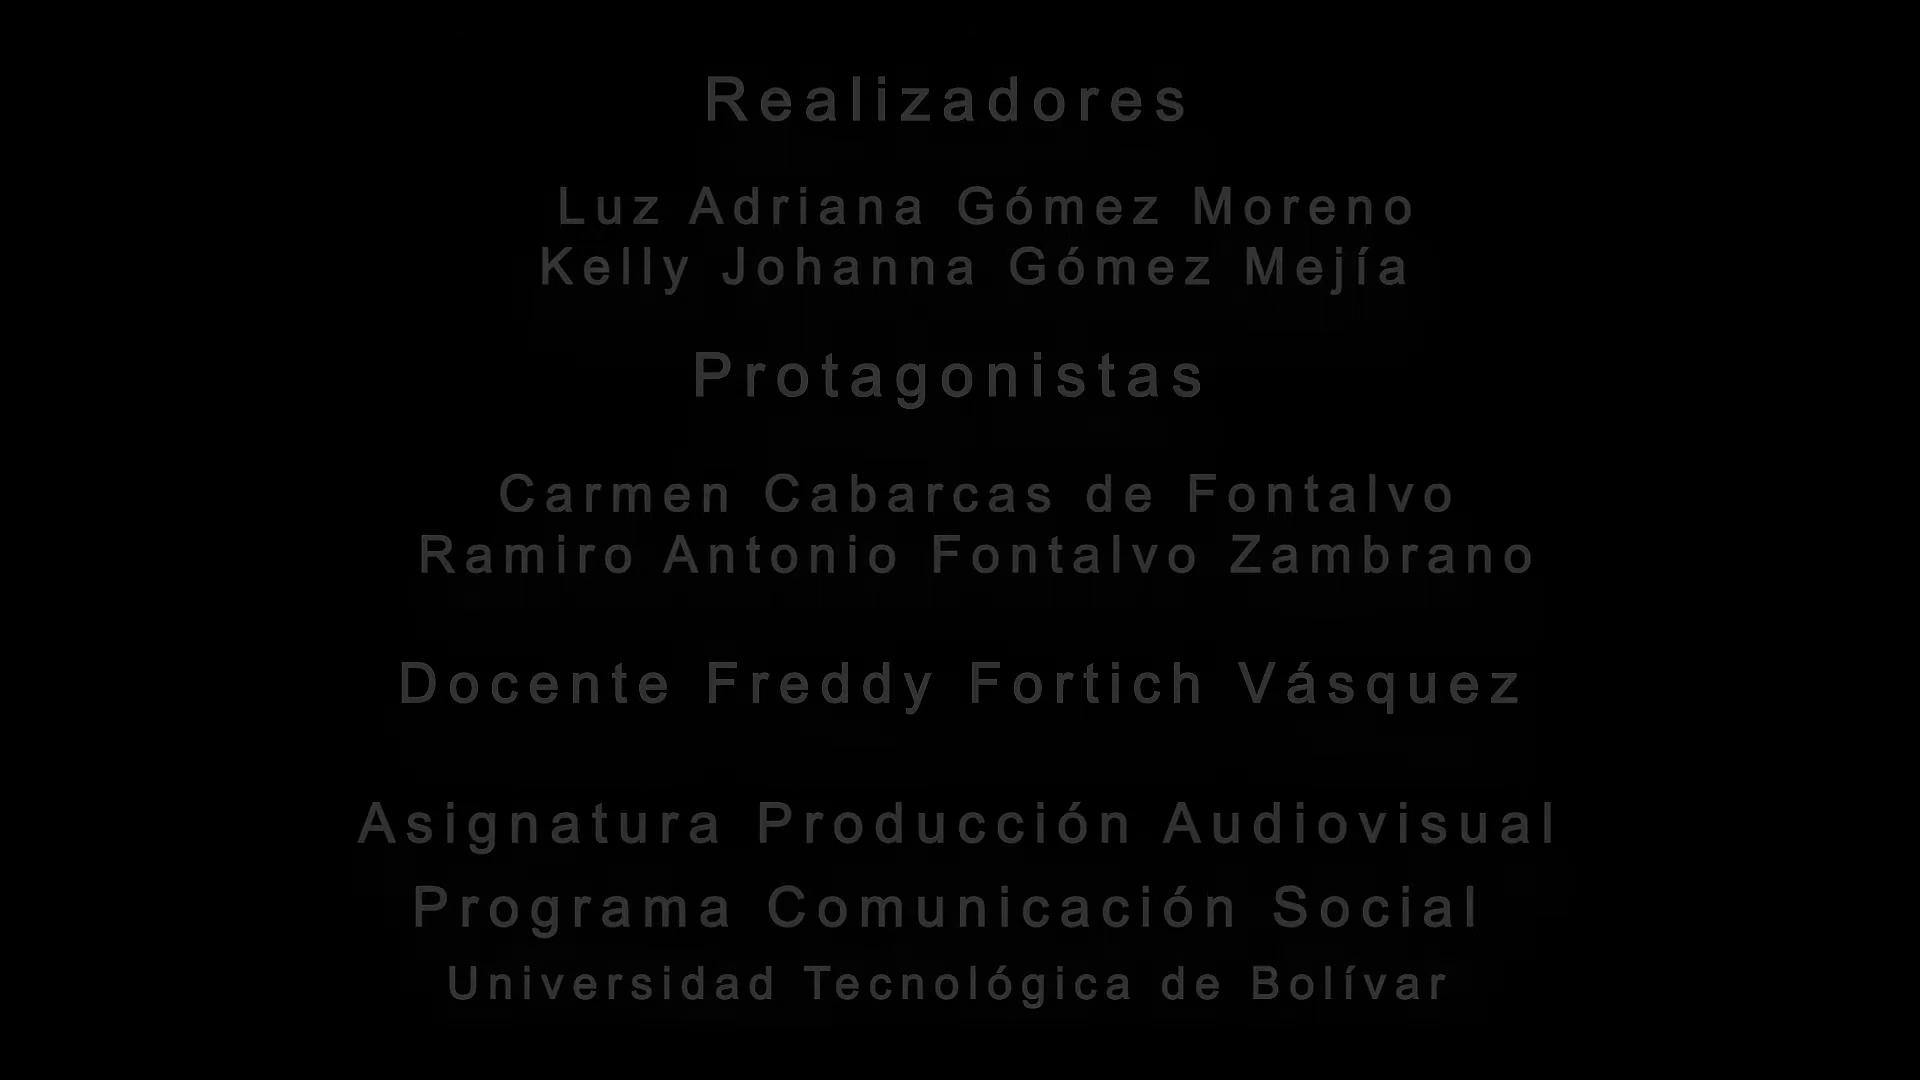 Realizadores
Luz Adriana Gómez Moreno
Kelly Johanna Gómez Mejía
Protagonistas
Carmen Cabarcas de Fontalvo
Ramiro Antonio Fontalvo Zambrano
Docente Freddy Fortich Vásquez
Asignatura Producción Audiovisual
Programa Comunicación Social
Universidad Tecnológica de Bolívar